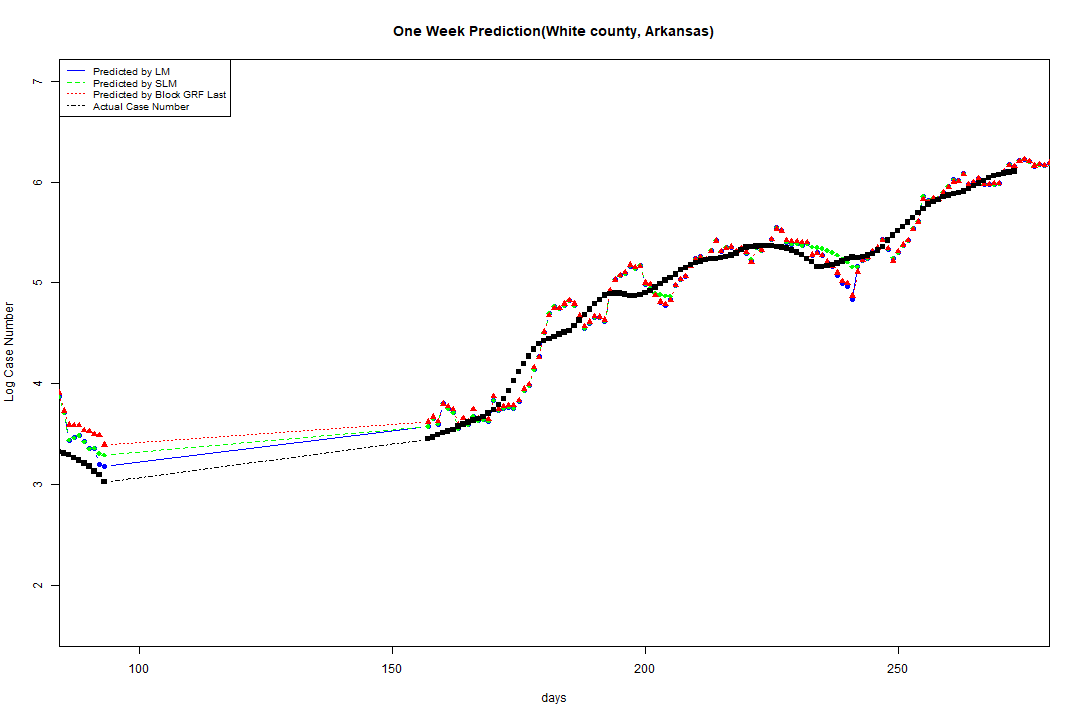 One Week Prediction(White county, Arkansas)
Predicted by LM
Predicted by SLM
Predicted by Block GRF Last
Actual Case Number
7
6
5
4
3
2
Log Case Number
100 150 200 250
days